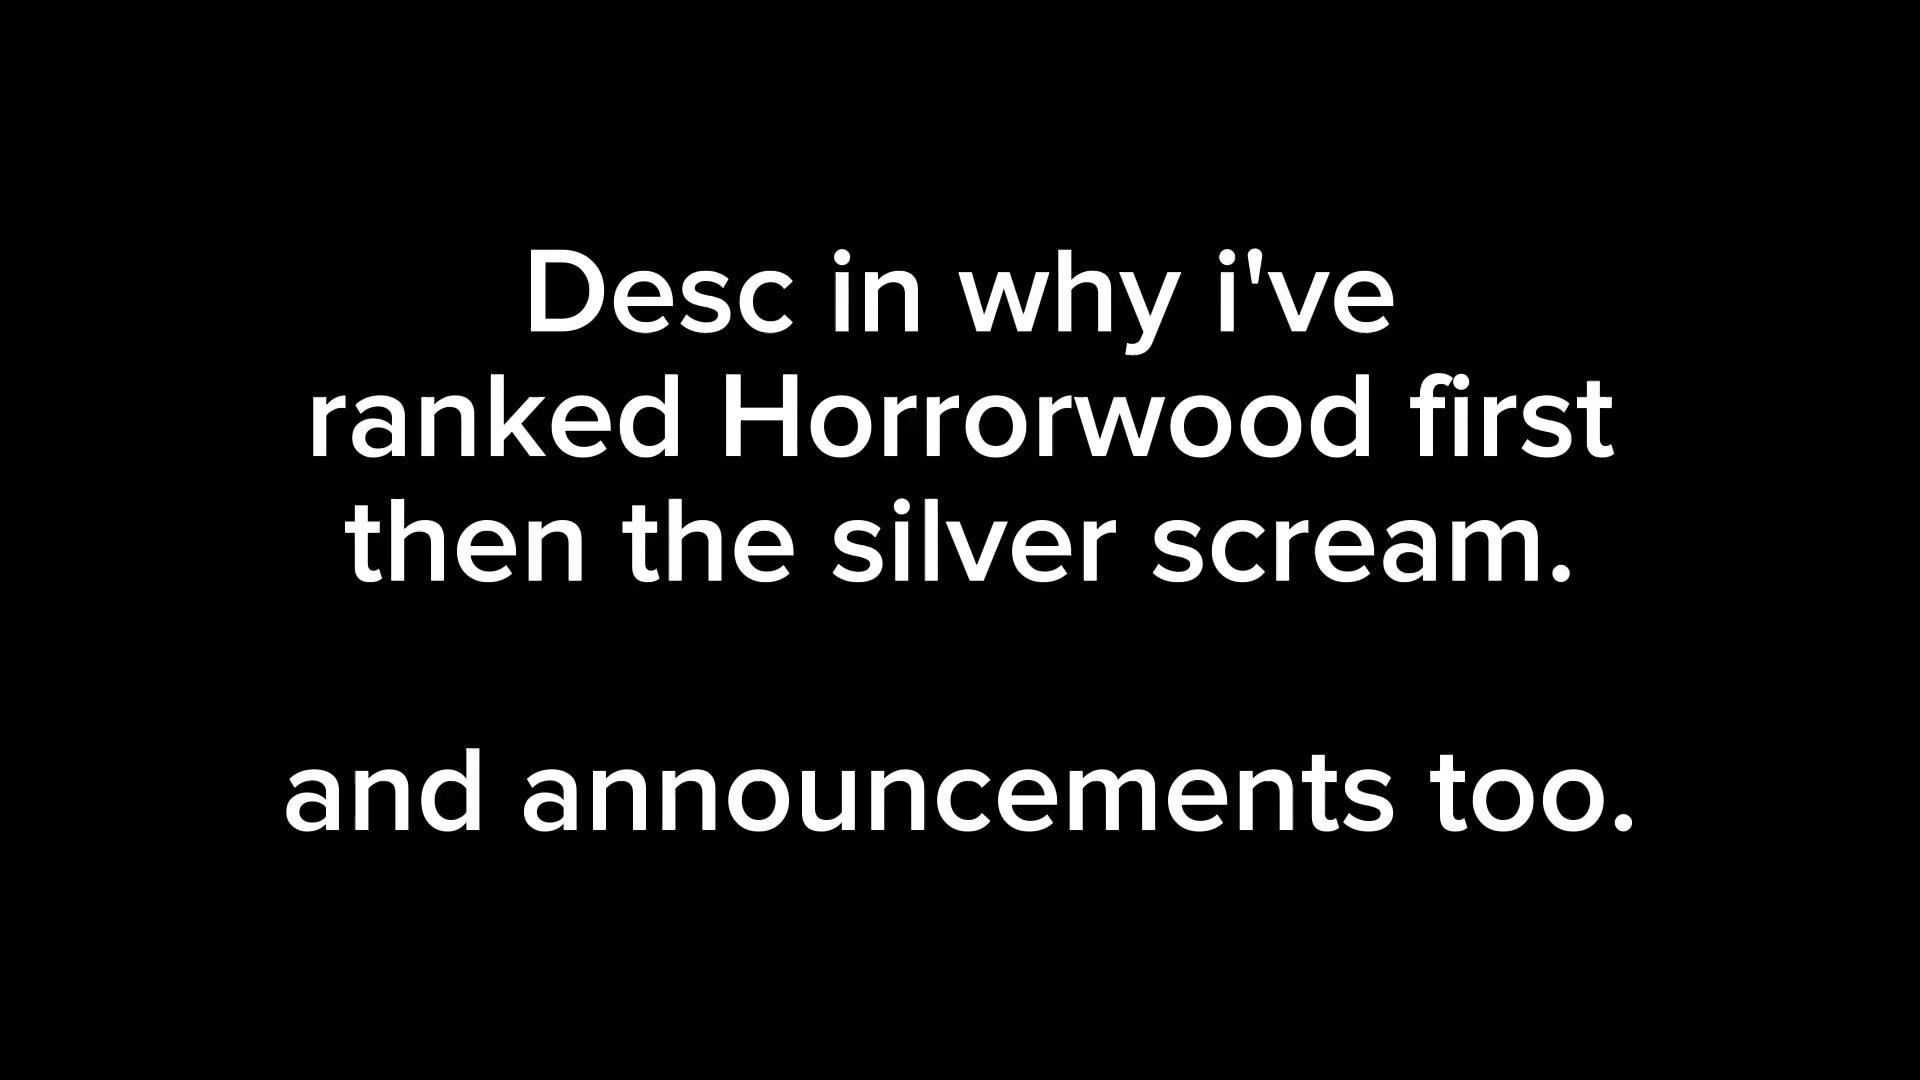 Desc in why i've
ranked Horrorwood first
then the silver scream.
and announcements too.